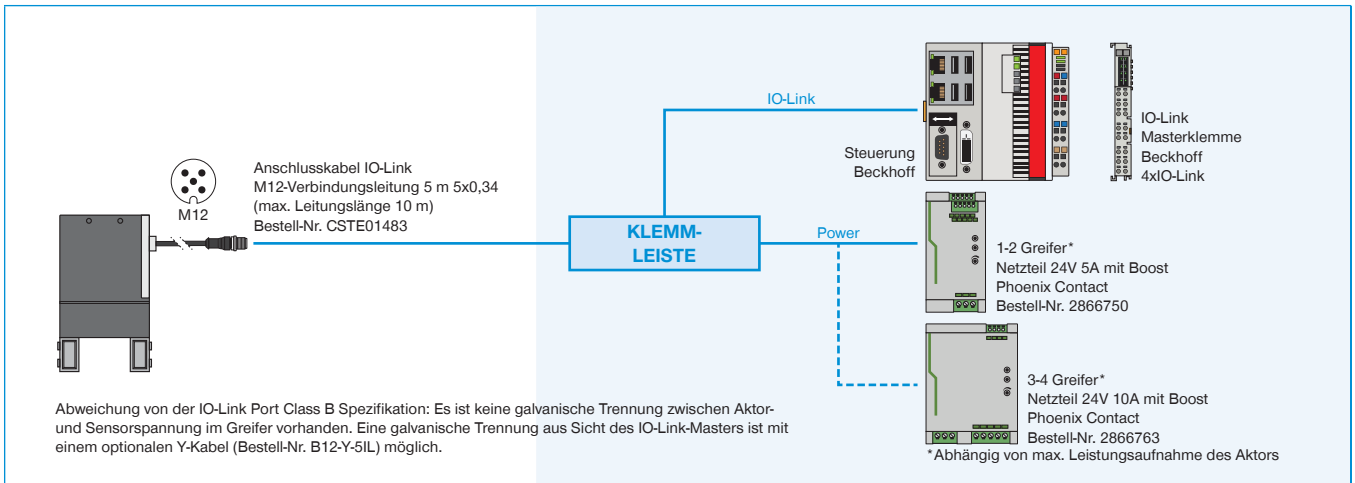 M12
Anschlusskabel IO-Link
M12-Verbindungsleitung 5 m 5x0,34
(max. Leitungslänge 10 m)
Bestell-Nr. CSTE01483
KLEMM-
LEISTE
IO-Link
Power
Steuerung
Beckhoff
IO-Link
Masterklemme
Beckhoff
4xIO-Link
1-2 Greifer*
Netzteil 24V 5A mit Boost
Phoenix Contact
Bestell-Nr. 2866750
3-4 Greifer*
Netzteil 24V 10A mit Boost
Phoenix Contact
Bestell-Nr. 2866763
*Abhängig von max. Leistungsaufnahme des Aktors
Abweichung von der IO-Link Port Class B Spezifikation: Es ist keine galvanische Trennung zwischen Aktor-
und Sensorspannung im Greifer vorhanden. Eine galvanische Trennung aus Sicht des IO-Link-Masters ist mit
einem optionalen Y-Kabel (Bestell-Nr. B12-Y-5IL) möglich.